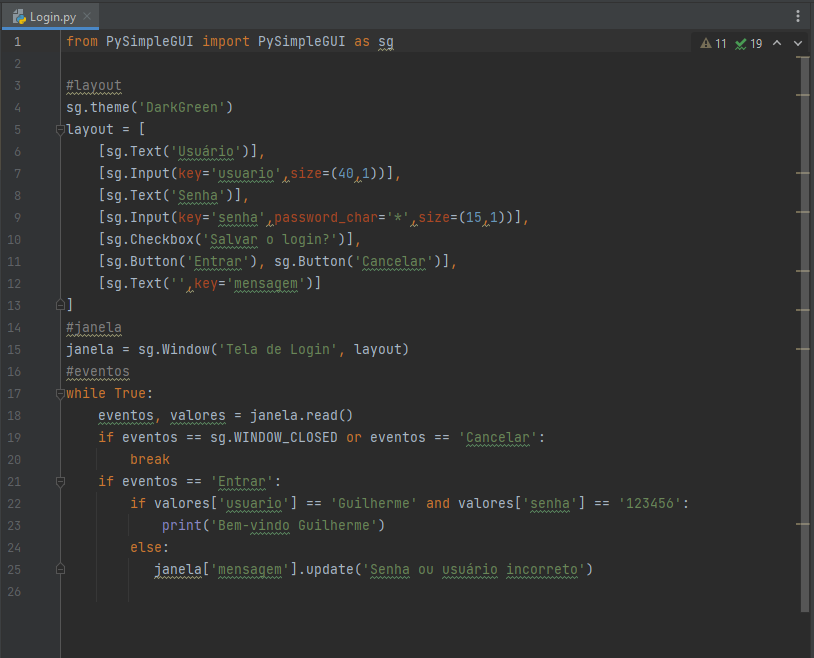 Login.py
11 19
1 from PySimpleGUI import PySimpleGUI as sg
2
3 #layout
4 sg.theme('DarkGreen')
5 layout = [
6     [sg.Text('Usuário')],
7     [sg.Input(key='usuario',size=(40,1))],
8     [sg.Text('Senha')],
9     [sg.Input(key='senha',password_char='*',size=(15,1))],
10     [sg.Checkbox('Salvar o login?')],
11     [sg.Button('Entrar'), sg.Button('Cancelar')],
12     [sg.Text('',key='mensagem')]
13 ]
14 #janela
15 janela = sg.Window('Tela de Login', layout)
16 #eventos
17 while True:
18     eventos, valores = janela.read()
19     if eventos == sg.WINDOW_CLOSED or eventos == 'Cancelar':
20         break
21     if eventos == 'Entrar':
22         if valores['usuario'] == 'Guilherme' and valores['senha'] == '123456':
23             print('Bem-vindo Guilherme')
24         else:
25            janela['mensagem'].update('Senha ou usuário incorreto')
26